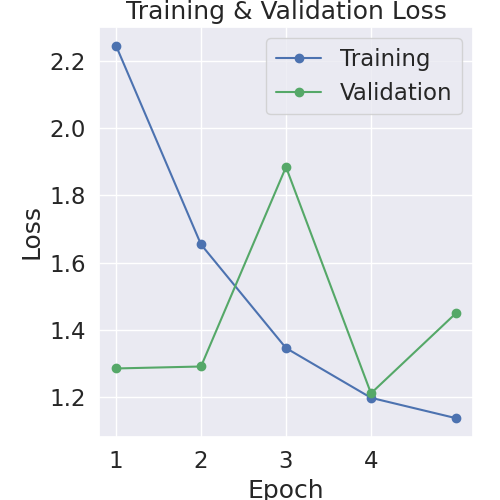 Training & Validation Loss
Training
Validation
Loss
2.2
2.0
1.8
1.6
1.4
1.2
1 2 3 4
Epoch